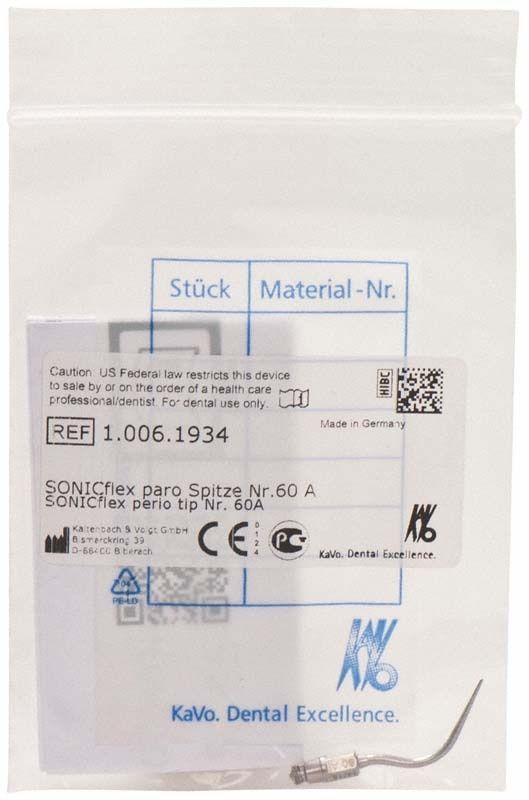 Stück Material-Nr.
Caution: US Federal law restricts this device
to sale by or on the order of a health care
professional/dentist. For dental use only.
HIBC
REF 1.006.1934
Made in Germany
SONICflex paro Spitze Nr.60 A
SONICflex perio tip Nr. 60A
Kaltenbach & Voigt GmbH
Bismarckring 39
Biberach
CE 0124
KaVo
KaVo. Dental Excellence.
04
PE-LD
KaVo
KaVo. Dental Excellence.